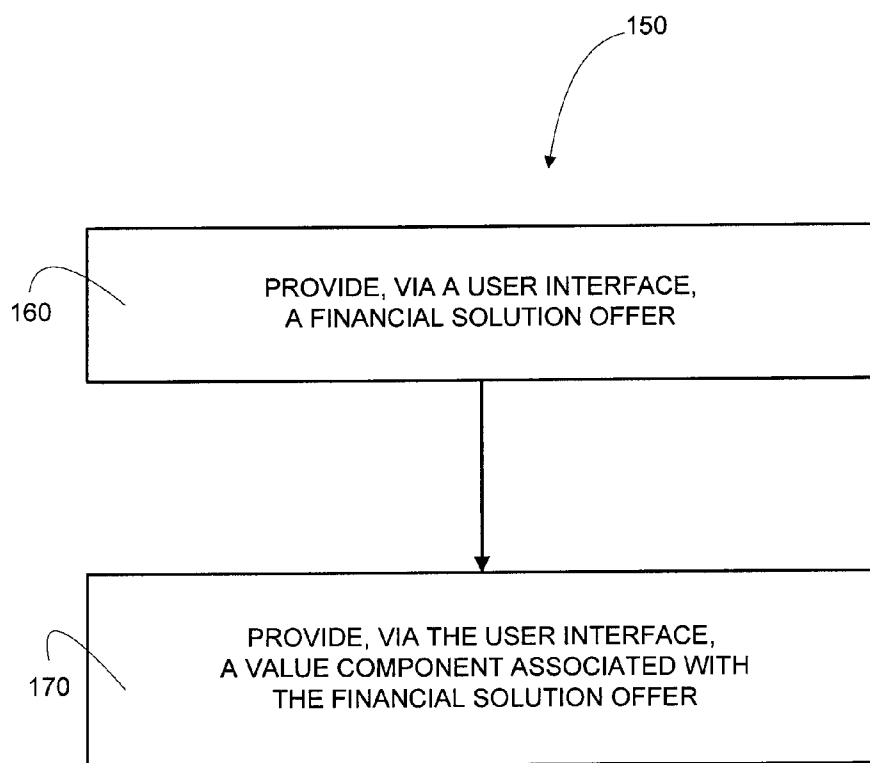 150
160
PROVIDE, VIA A USER INTERFACE,
A FINANCIAL SOLUTION OFFER
170
PROVIDE, VIA THE USER INTERFACE,
A VALUE COMPONENT ASSOCIATED WITH
THE FINANCIAL SOLUTION OFFER